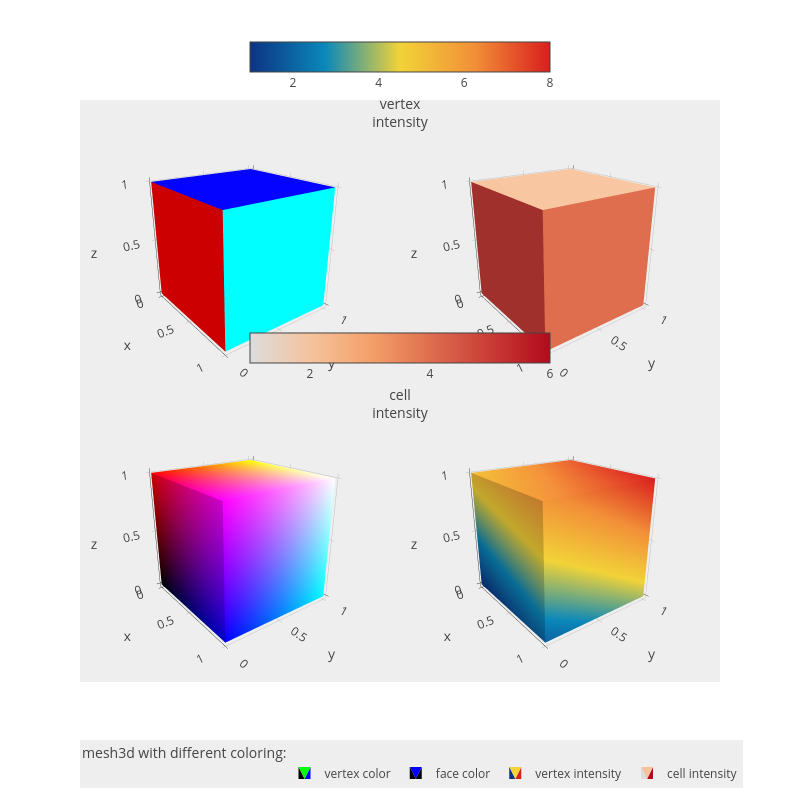 2 4 6 8
vertex
intensity
1 1
0.5 0.5
z z
0 0
0 0
x 0.5 1 0 y 1
0.5 1 0 0.5 y 1
2 4 6
cell
intensity
1 1
0.5 0.5
z z
0 0
0 0
x 0.5 1 0 0.5 y 1
x 0.5 1 0 0.5 y 1
mesh3d with different coloring:
vertex color face color vertex intensity cell intensity